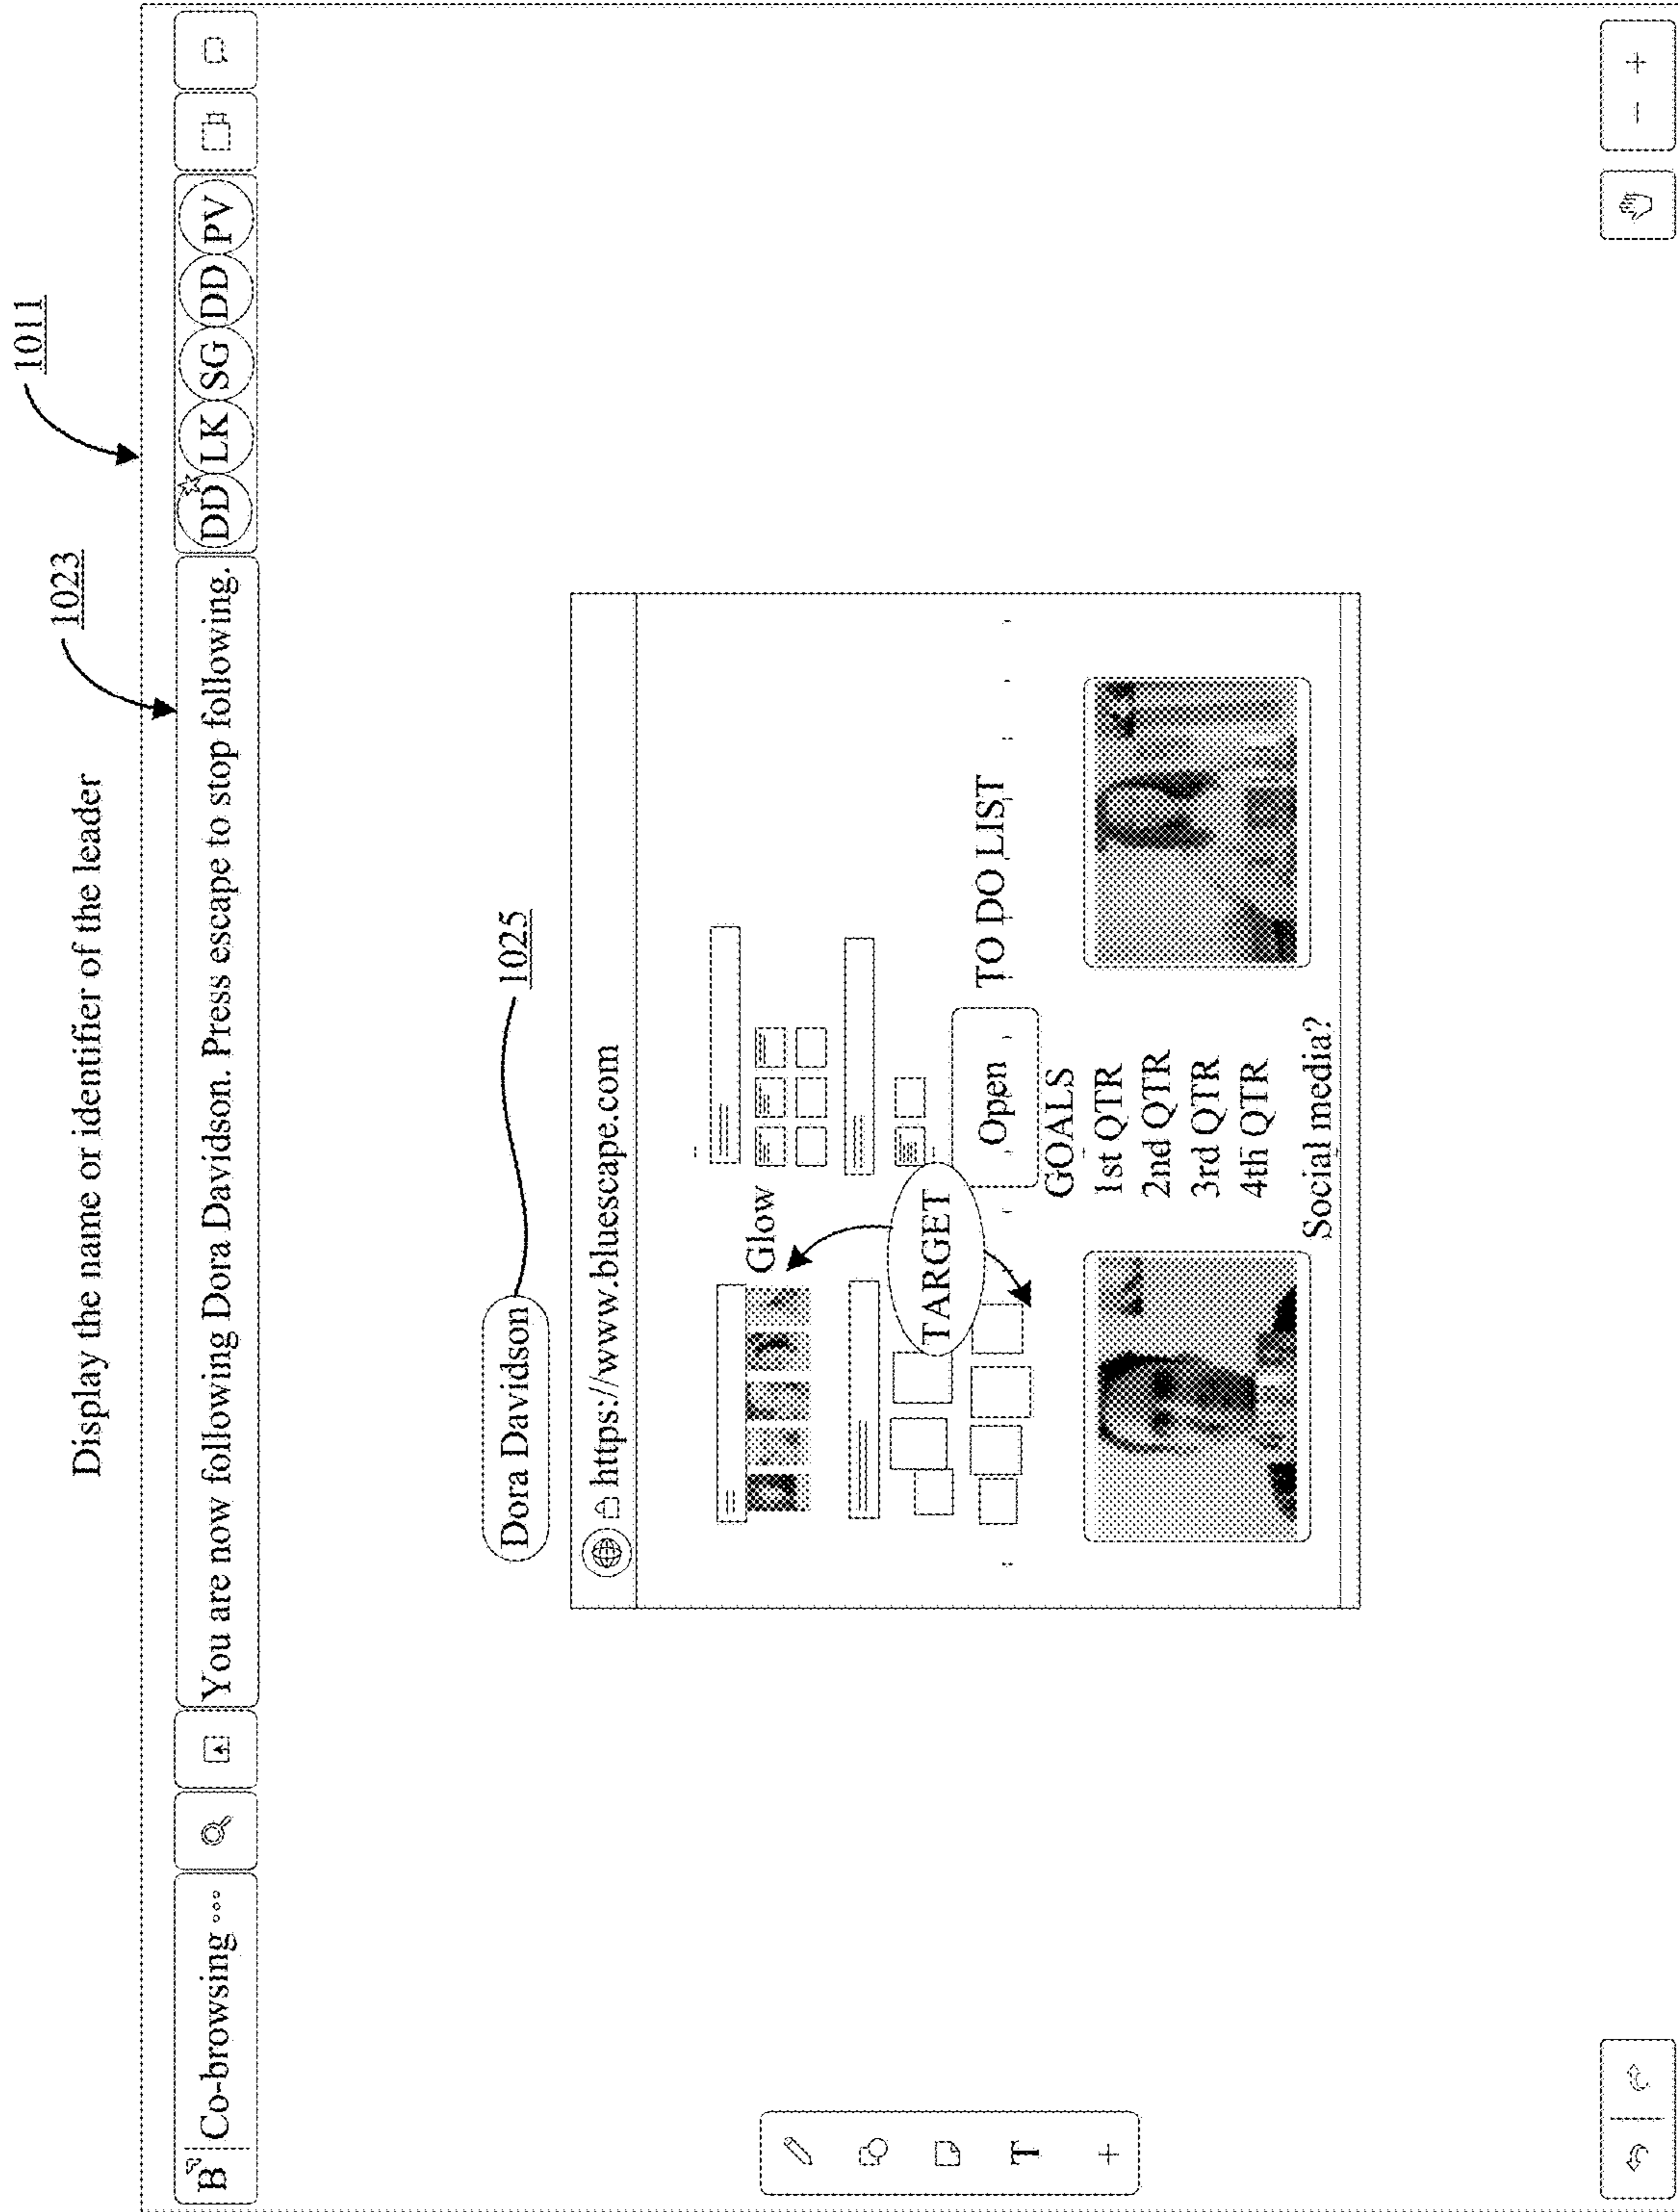 Display the name or identifier of the leader
1023
1011
B Co-browsing
You are now following Dora Davidson. Press escape to stop following.
DD LK SG DD PV
Dora Davidson
1025
https://www.bluescape.com
Glow
TARGET
Open
TO DO LIST
GOALS
1st QTR
2nd QTR
3rd QTR
4th QTR
Social media?
T